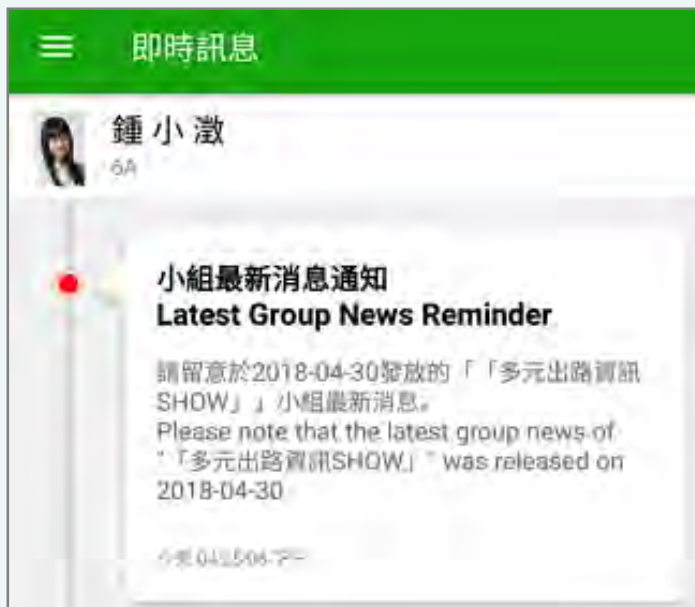 即時訊息
鍾小澂
6A
小組最新消息通知
Latest Group News Reminder
請留意於2018-04-30發放的「「多元出路資訊
SHOW」」小組最新消息。
Please note that the latest group news of
"「多元出路資訊SHOW」" was released on
2018-04-30